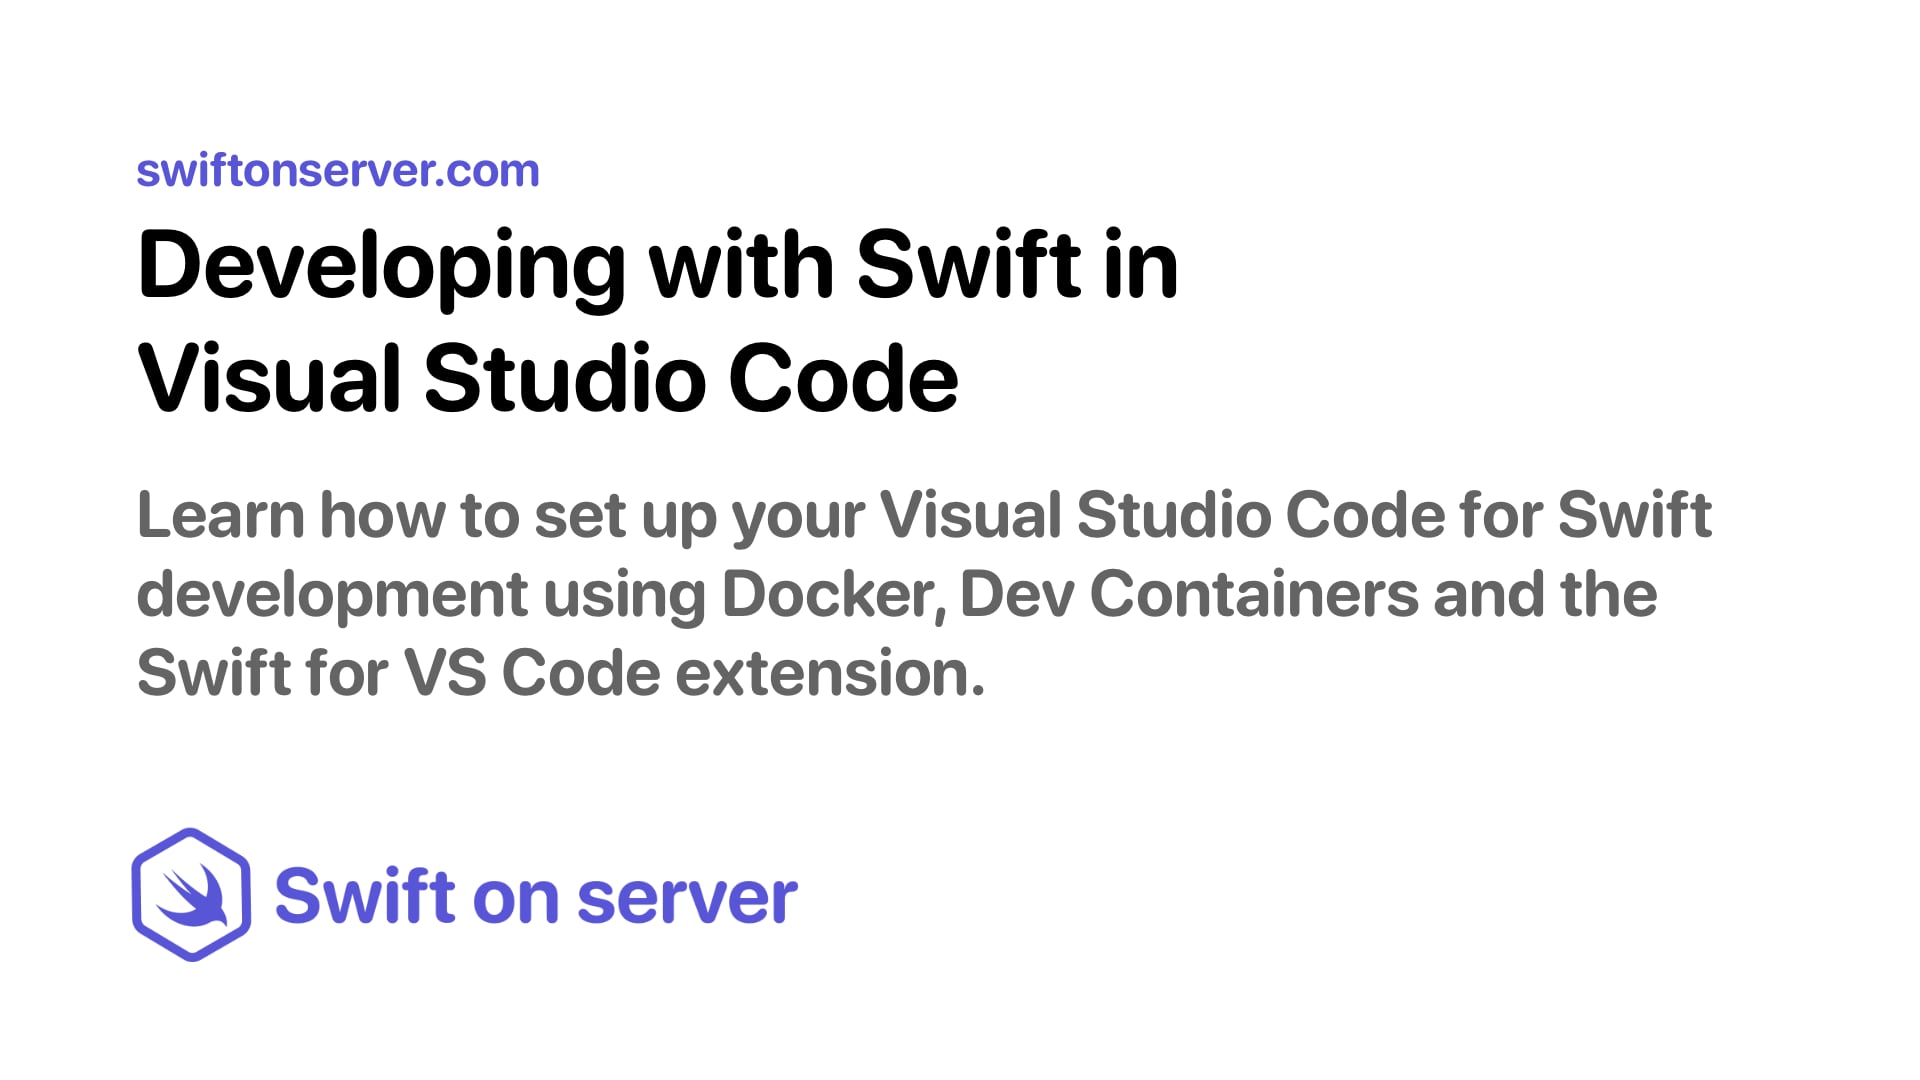 swiftonserver.com
Developing with Swift in
Visual Studio Code
Learn how to set up your Visual Studio Code for Swift
development using Docker, Dev Containers and the
Swift for VS Code extension.
Swift on server